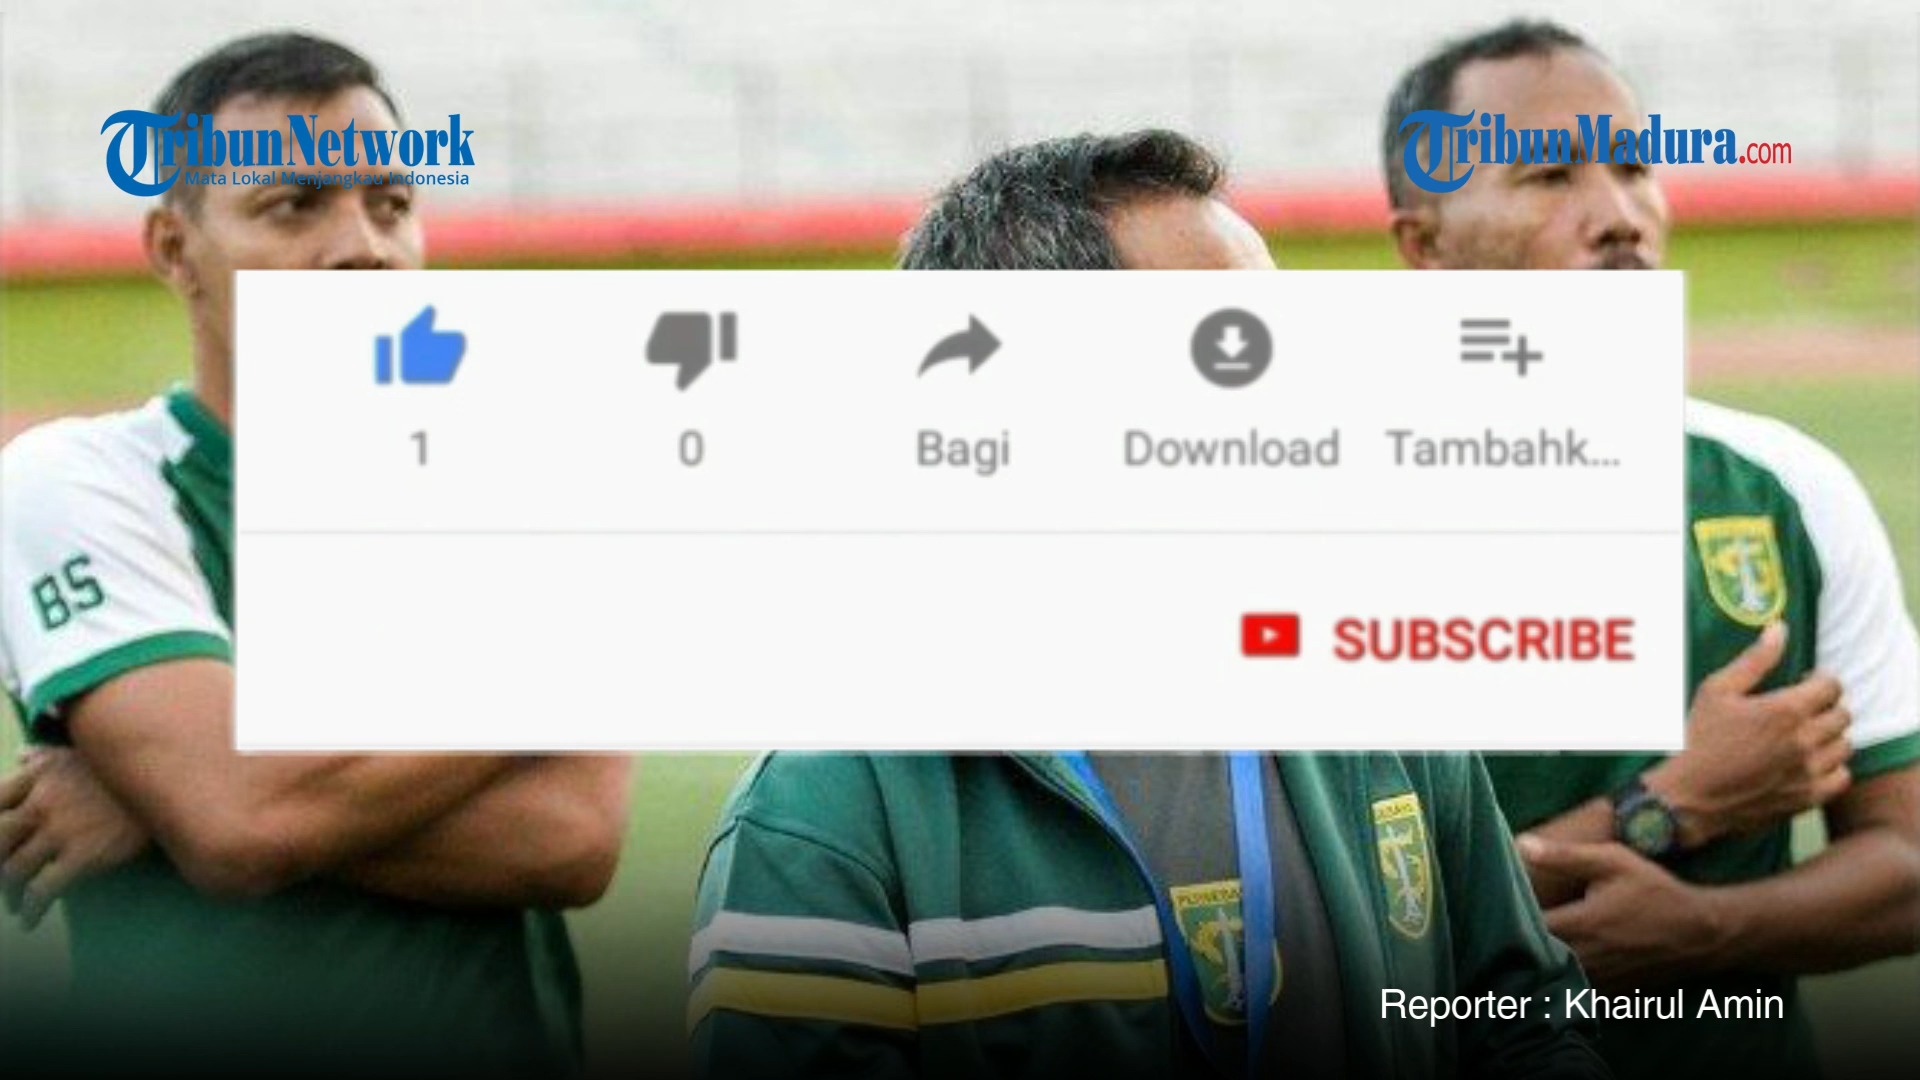 TribunNetwork
Mata Lokal Menjangkau Indonesia
TribunMadura.com
1
0
Bagi
Download
Tambahk...
SUBSCRIBE
BS
Reporter : Khairul Amin